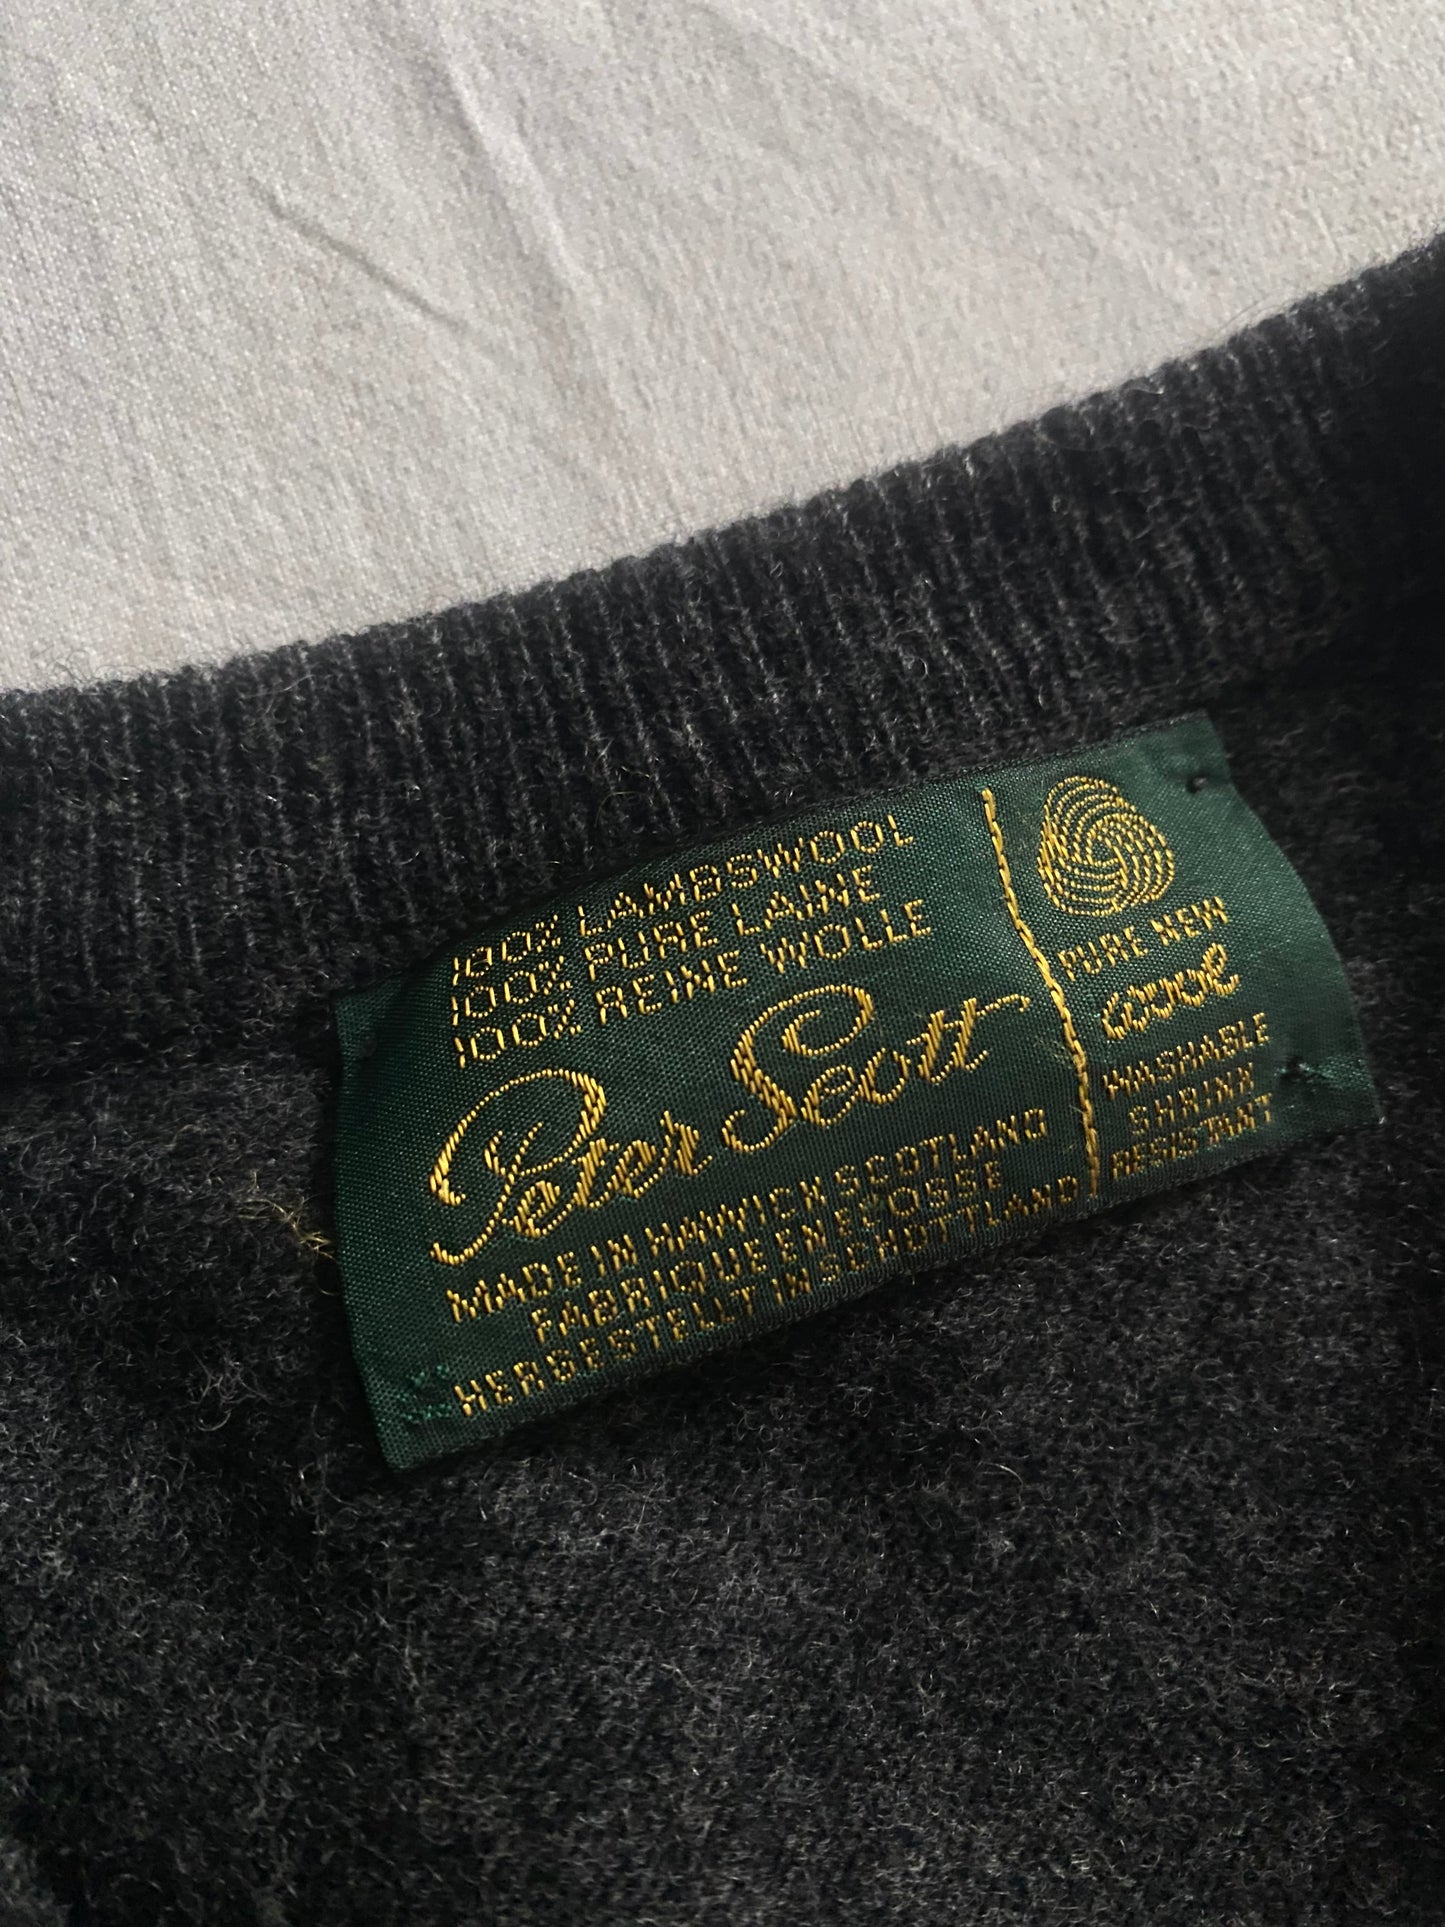 100% LAMBSWOOL
100% PURE LAINE
100% REINE WOLLE
Peter Scott
MADE IN HAWICK SCOTLAND
FABRIQUE EN ECOSSE
HERGESTELLT IN SCHOTTLAND
PURE NEW
WOOL
WASHABLE
SHRINK
RESISTANT